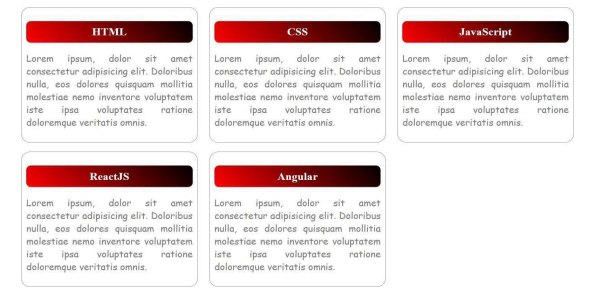 HTML
Lorem ipsum, dolor sit amet
consectetur adipisicing elit. Doloribus
nulla, eos dolores quisquam mollitia
molestiae nemo inventore voluptatem
iste ipsa voluptates ratione
doloremque veritatis omnis.
CSS
Lorem ipsum, dolor sit amet
consectetur adipisicing elit. Doloribus
nulla, eos dolores quisquam mollitia
molestiae nemo inventore voluptatem
iste ipsa voluptates ratione
doloremque veritatis omnis.
JavaScript
Lorem ipsum, dolor sit amet
consectetur adipisicing elit. Doloribus
nulla, eos dolores quisquam mollitia
molestiae nemo inventore voluptatem
iste ipsa voluptates ratione
doloremque veritatis omnis.
ReactJS
Lorem ipsum, dolor sit amet
consectetur adipisicing elit. Doloribus
nulla, eos dolores quisquam mollitia
molestiae nemo inventore voluptatem
iste ipsa voluptates ratione
doloremque veritatis omnis.
Angular
Lorem ipsum, dolor sit amet
consectetur adipisicing elit. Doloribus
nulla, eos dolores quisquam mollitia
molestiae nemo inventore voluptatem
iste ipsa voluptates ratione
doloremque veritatis omnis.